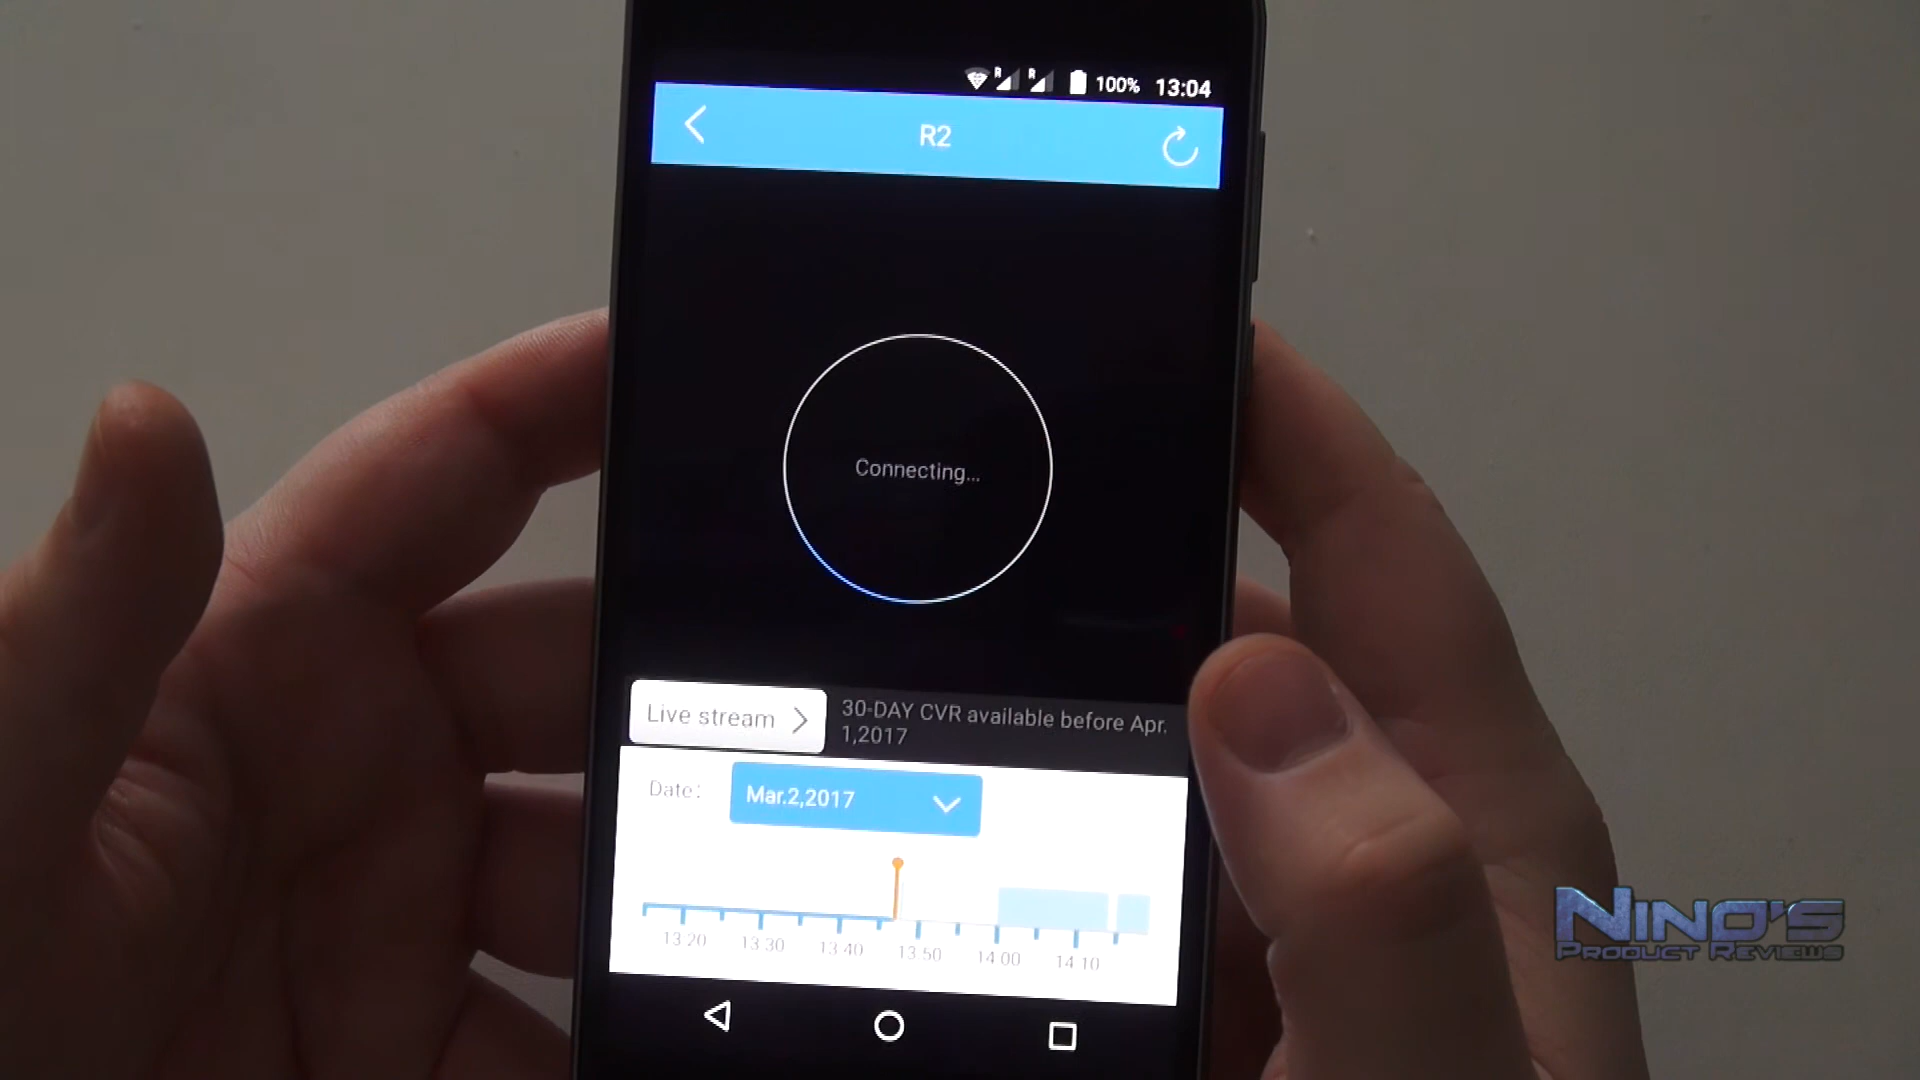 R R 100% 13:04
R2
Connecting...
Live stream
30-DAY CVR available before Apr.
1,2017
Date:
Mar.2,2017
13 20 13 30 13 40 13 50 14 00 14 10
NINO'S
PRODUCT REVIEWS